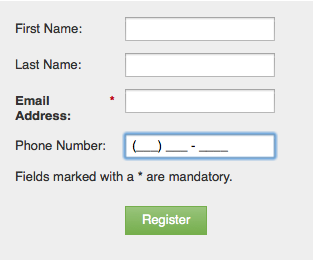 First Name:
Last Name:
Email *
Address:
Phone Number: (___) ___ - ____
Fields marked with a * are mandatory.
Register